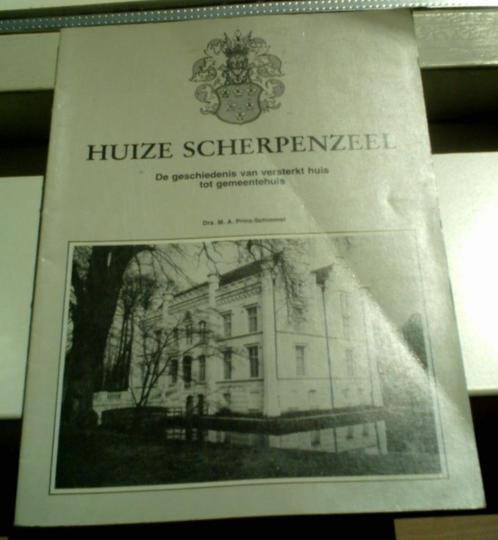 HUIZE SCHERPENZEEL
De geschiedenis van versterkt huis
tot gemeentehuis
Drs. M. A. Prins-Schimmel